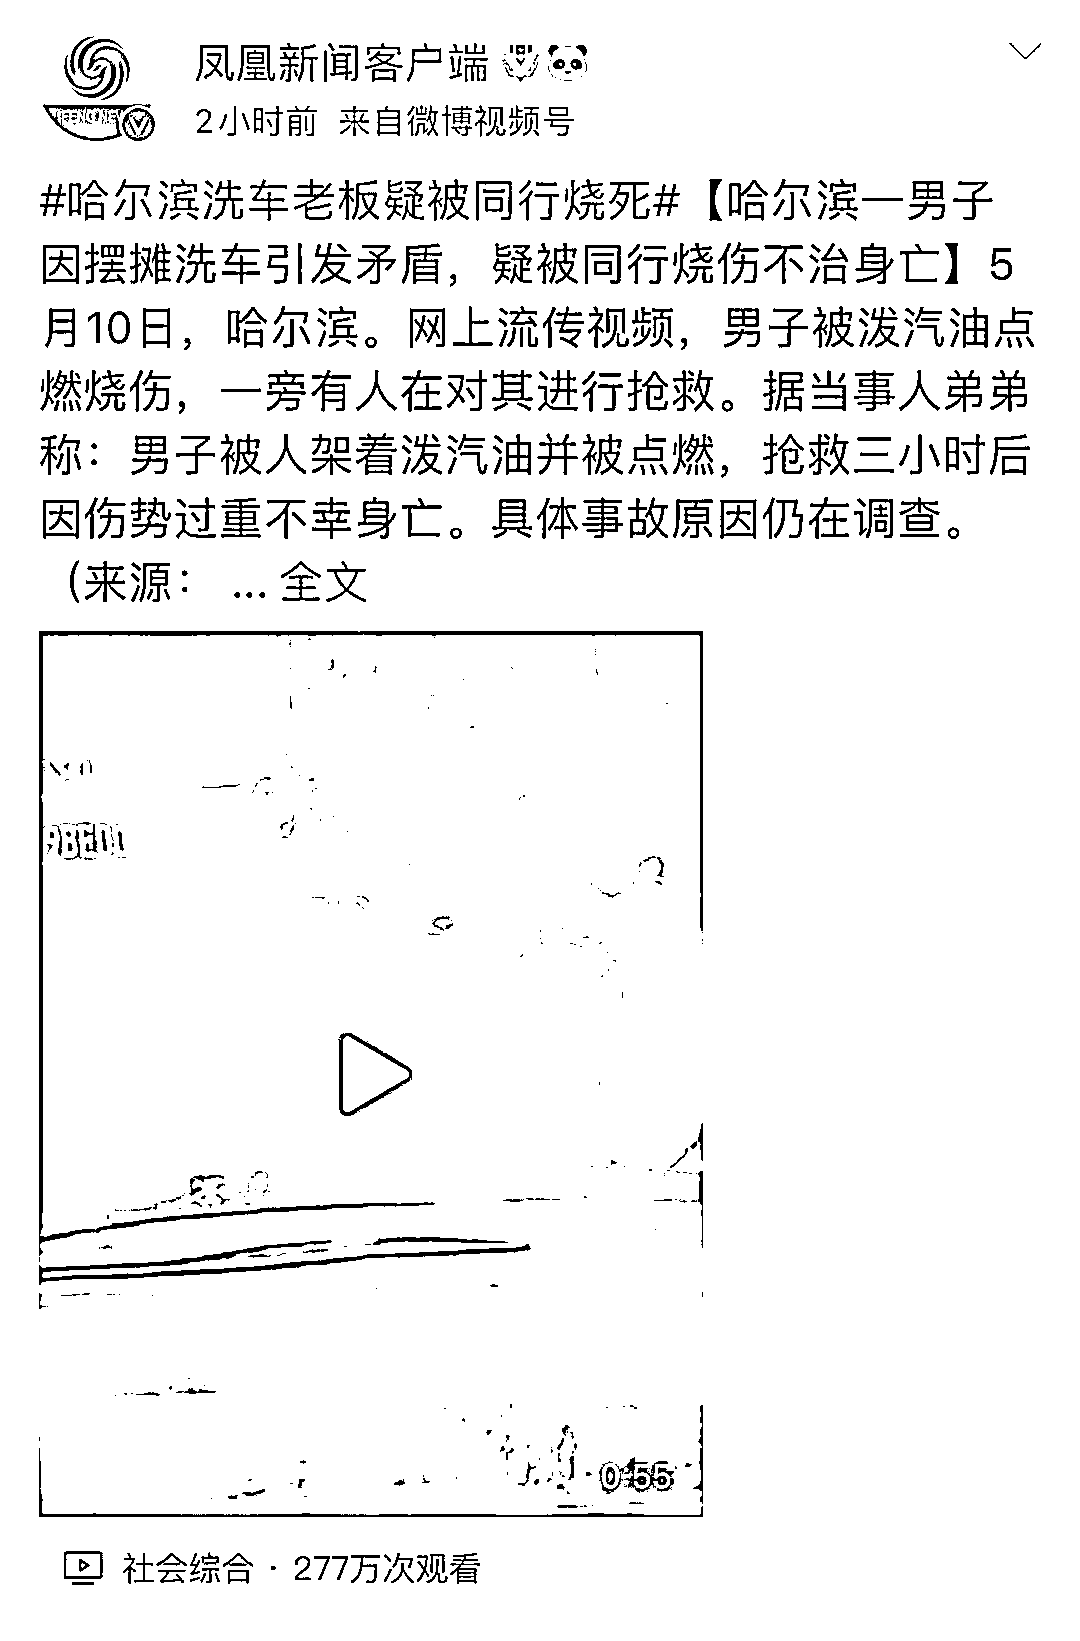 凤凰新闻客户端
2小时前 来自微博视频号
#哈尔滨洗车老板疑被同行烧死#【哈尔滨一男子
因摆摊洗车引发矛盾，疑被同行烧伤不治身亡】5
月10日，哈尔滨。网上流传视频，男子被泼汽油点
燃烧伤，一旁有人在对其进行抢救。据当事人弟弟
称：男子被人架着泼汽油并被点燃，抢救三小时后
因伤势过重不幸身亡。具体事故原因仍在调查。
（来源： ... 全文
0:55
社会综合 · 277万次观看